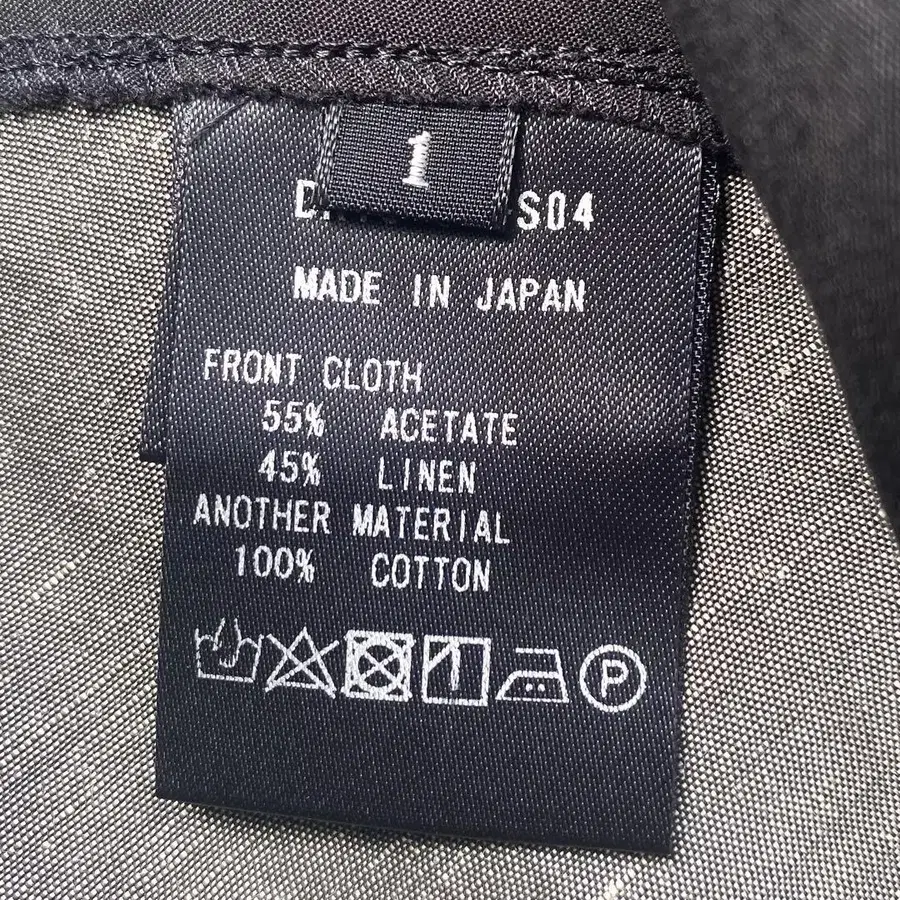 1
S04
MADE IN JAPAN
FRONT CLOTH
55% ACETATE
45% LINEN
ANOTHER MATERIAL
100% COTTON
P